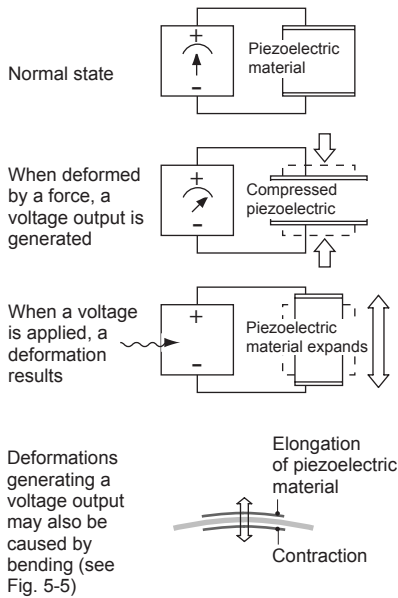 Normal state
+
-
Piezoelectric
material
When deformed
by a force, a
voltage output is
generated
+
-
Compressed
piezoelectric
When a voltage
is applied, a
deformation
results
+
-
Piezoelectric
material expands
Deformations
generating a
voltage output
may also be
caused by
bending (see
Fig. 5-5)
Elongation
of piezoelectric
material
Contraction